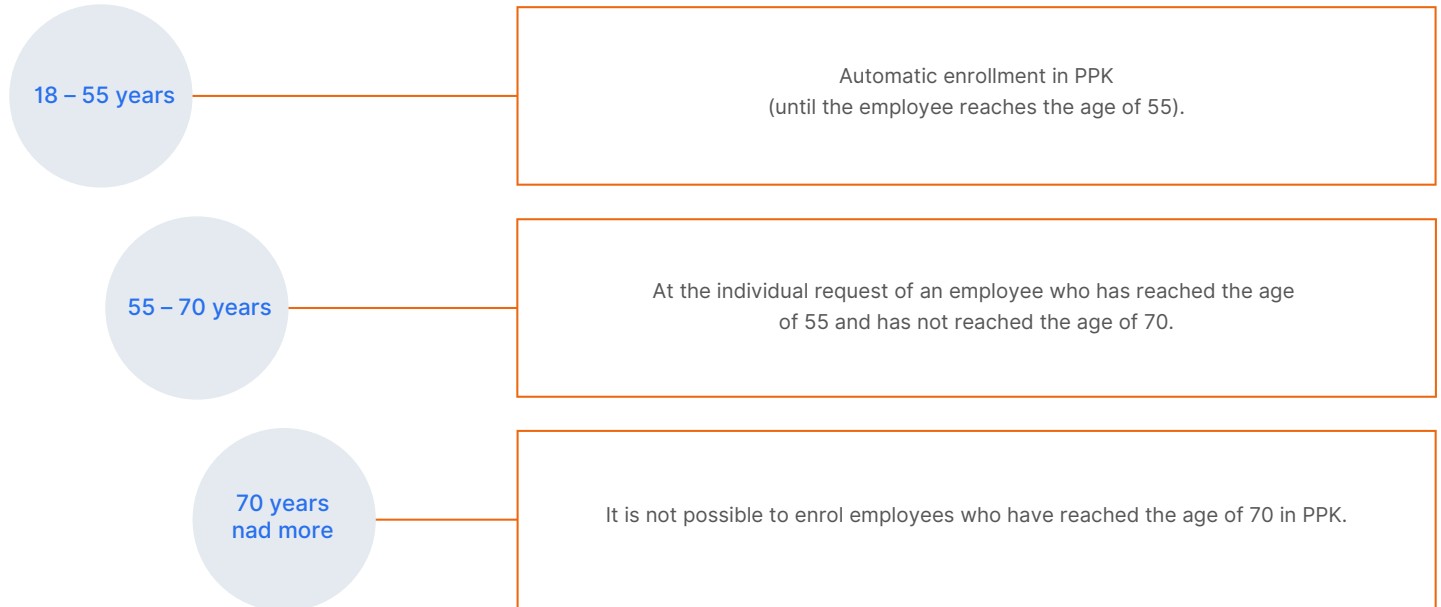 18 – 55 years
Automatic enrollment in PPK
(until the employee reaches the age of 55).
55 – 70 years
At the individual request of an employee who has reached the age
of 55 and has not reached the age of 70.
70 years
nad more
It is not possible to enrol employees who have reached the age of 70 in PPK.